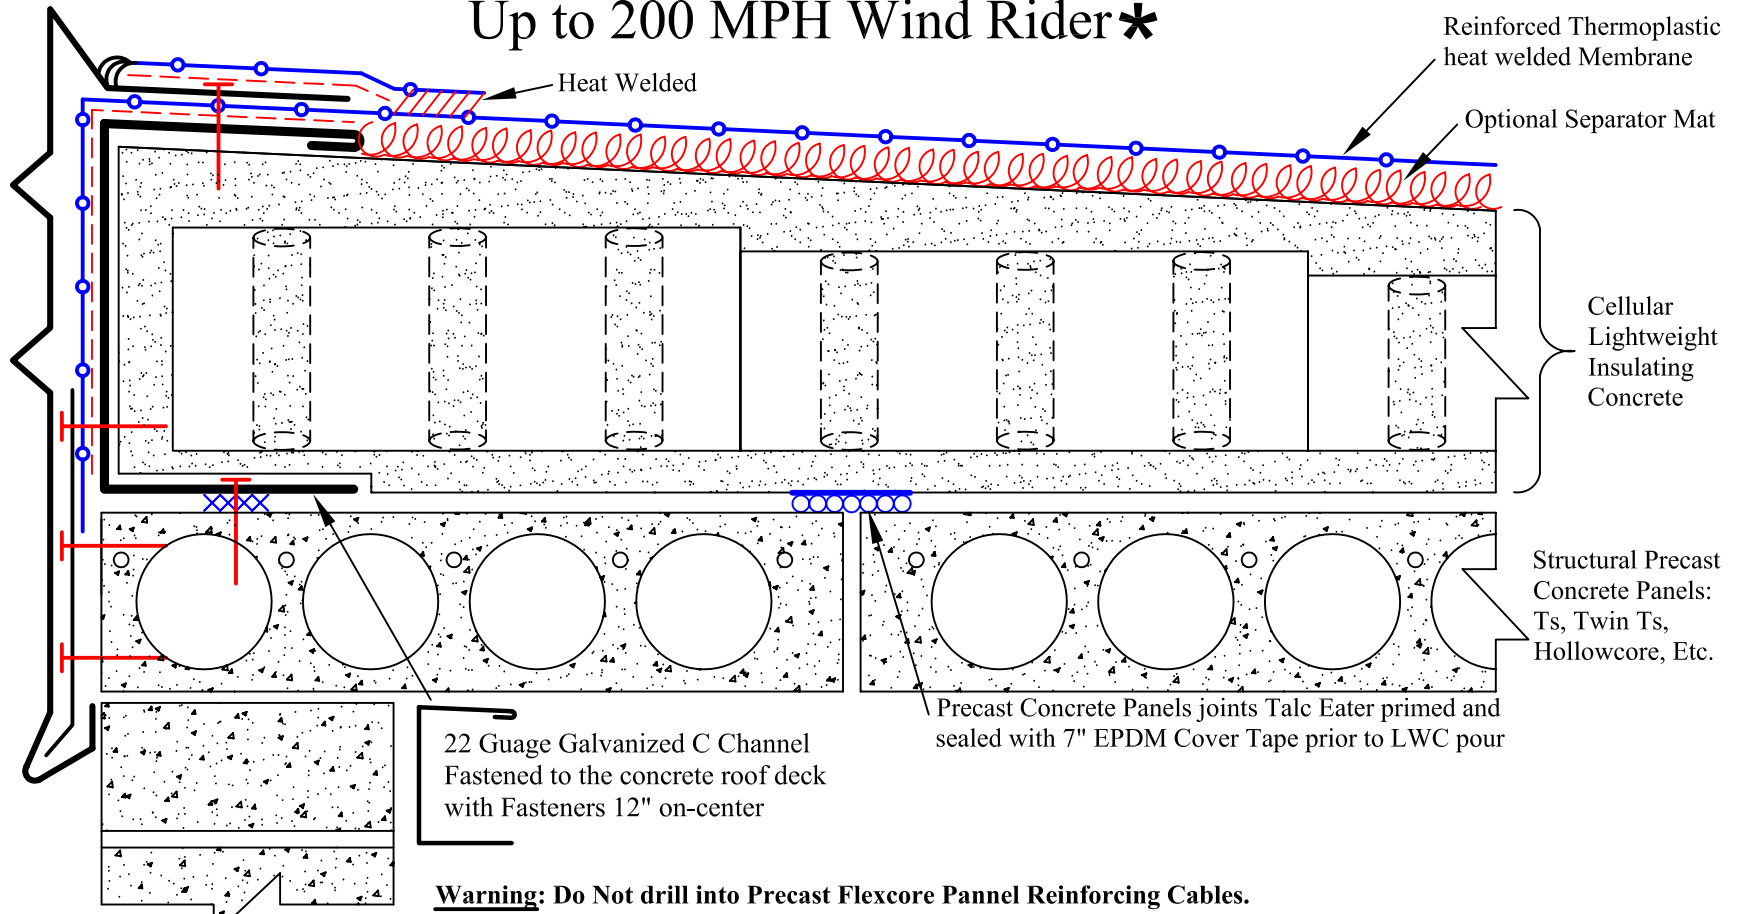 Up to 200 MPH Wind Rider*
Reinforced Thermoplastic
heat welded Membrane
Heat Welded
Optional Separator Mat
Cellular
Lightweight
Insulating
Concrete
Structural Precast
Concrete Panels:
Ts, Twin Ts,
Hollowcore, Etc.
Precast Concrete Panels joints Talc Eater primed and
sealed with 7" EPDM Cover Tape prior to LWC pour
22 Guage Galvanized C Channel
Fastened to the concrete roof deck
with Fasteners 12" on-center
Warning: Do Not drill into Precast Flexcore Pannel Reinforcing Cables.